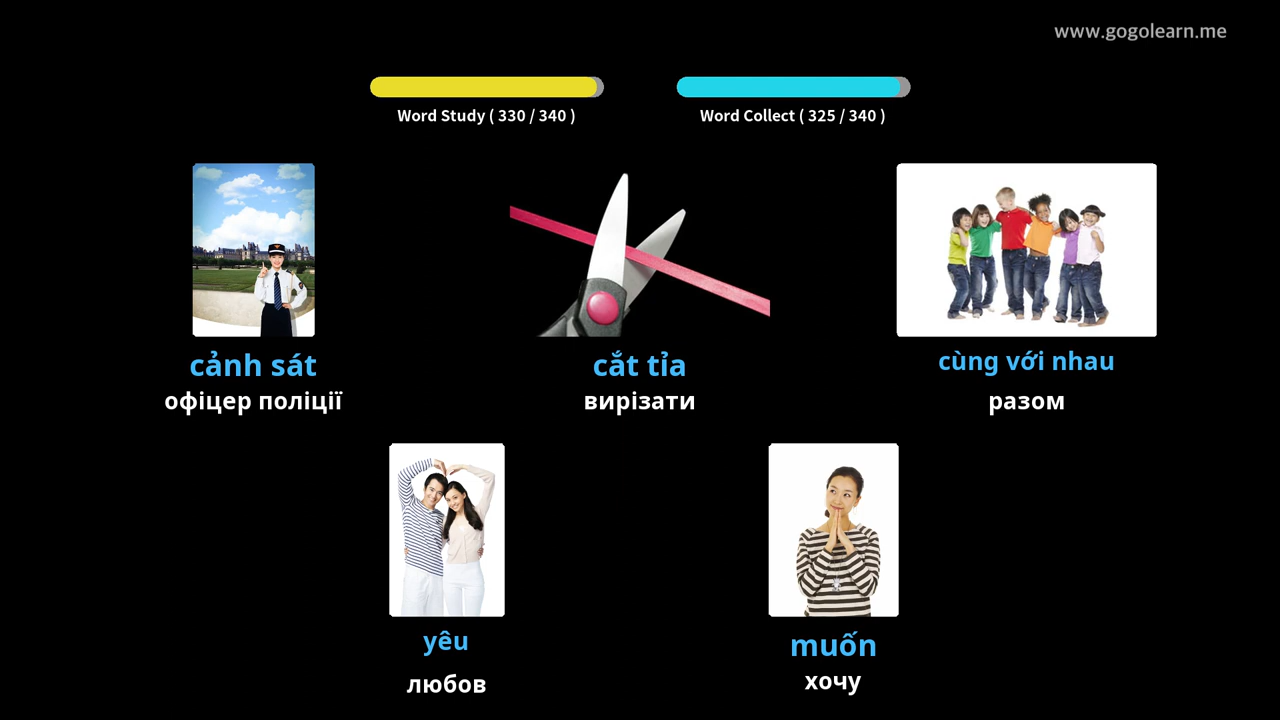 www.gogolearn.me
Word Study ( 330 / 340 )
Word Collect ( 325 / 340 )
cảnh sát
офіцер поліції
cắt tỉa
вирізати
cùng với nhau
разом
yêu
любов
muốn
хочу